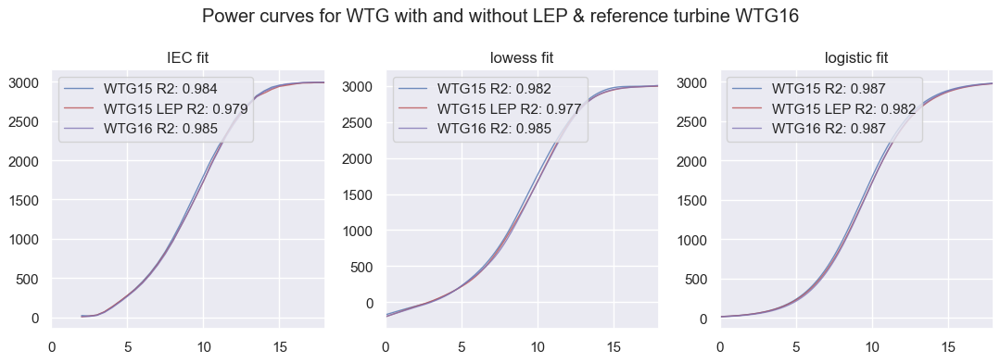 Power curves for WTG with and without LEP & reference turbine WTG16
IEC fit
WTG15 R2: 0.984
WTG15 LEP R2: 0.979
WTG16 R2: 0.985
3000
2500
2000
1500
1000
500
0
0 5 10 15
lowess fit
WTG15 R2: 0.982
WTG15 LEP R2: 0.977
WTG16 R2: 0.985
3000
2500
2000
1500
1000
500
0
0 5 10 15
logistic fit
WTG15 R2: 0.987
WTG15 LEP R2: 0.982
WTG16 R2: 0.987
3000
2500
2000
1500
1000
500
0
0 5 10 15